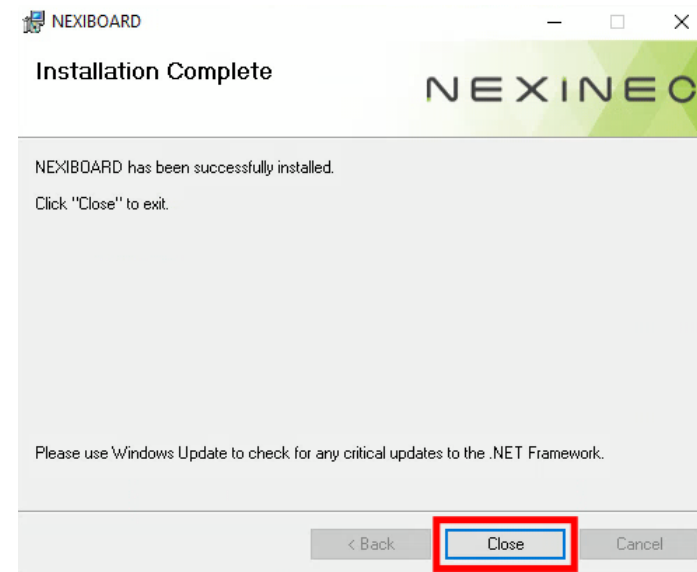 NEXIBOARD
Installation Complete
NEXINEO
NEXIBOARD has been successfully installed.
Click "Close" to exit.
Please use Windows Update to check for any critical updates to the .NET Framework.
< Back
Close
Cancel